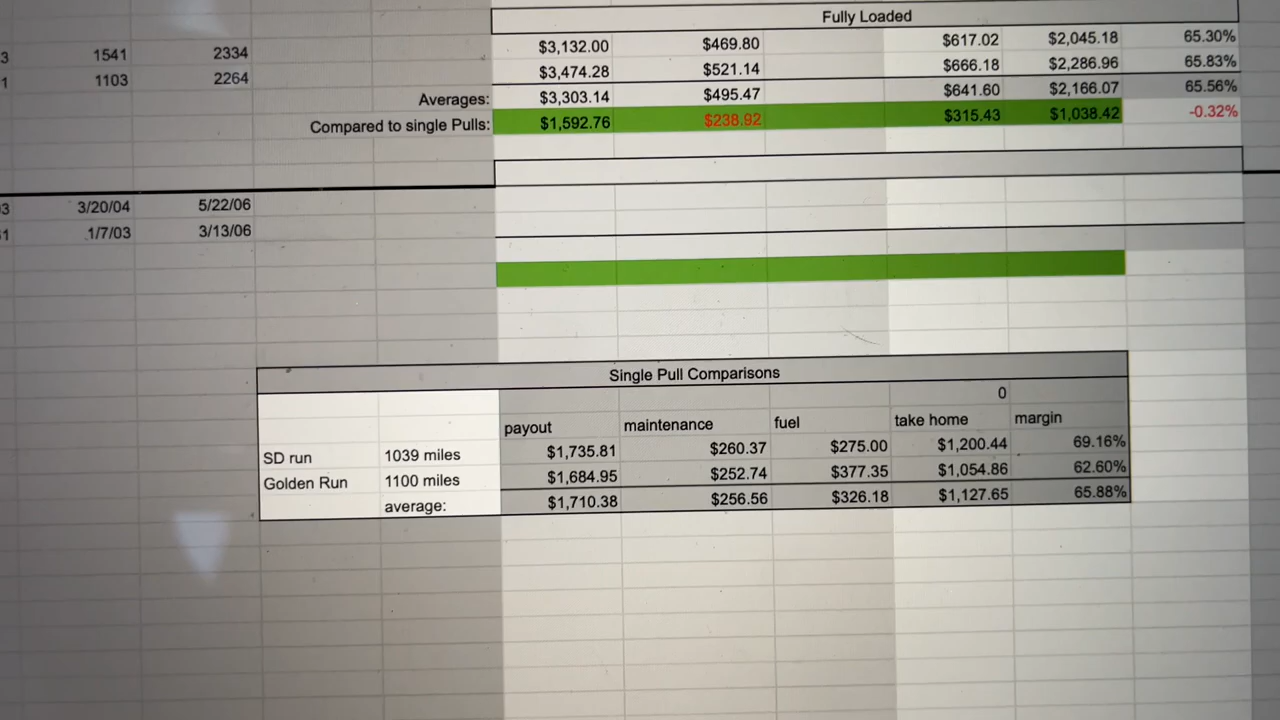 Fully Loaded
3 1541 2334 $3,132.00 $469.80 $617.02 $2,045.18 65.30%
1 1103 2264 $3,474.28 $521.14 $666.18 $2,286.96 65.83%
Averages: $3,303.14 $495.47 $641.60 $2,166.07 65.56%
Compared to single Pulls: $1,592.76 $238.92 $315.43 $1,038.42 -0.32%
3 3/20/04 5/22/06
1 1/7/03 3/13/06
Single Pull Comparisons
0
payout maintenance fuel take home margin
SD run 1039 miles $1,735.81 $260.37 $275.00 $1,200.44 69.16%
Golden Run 1100 miles $1,684.95 $252.74 $377.35 $1,054.86 62.60%
average: $1,710.38 $256.56 $326.18 $1,127.65 65.88%